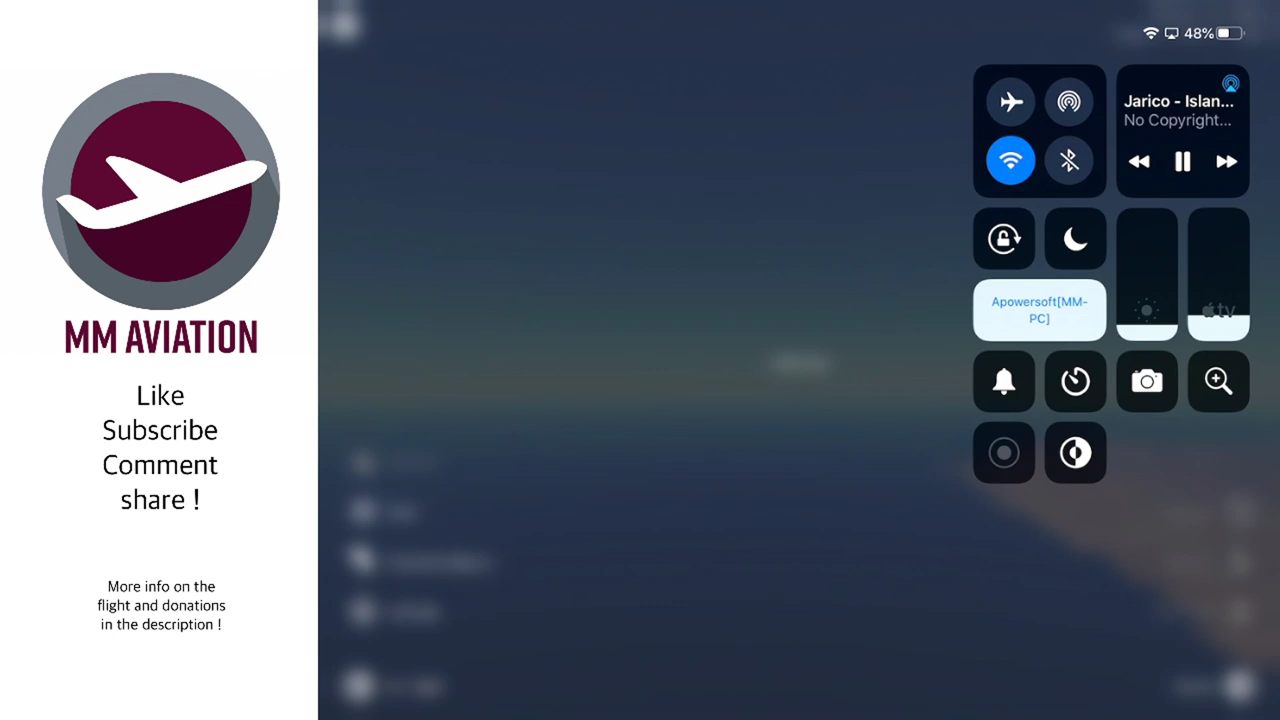 MM AVIATION
Like
Subscribe
Comment
share !
More info on the
flight and donations
in the description !
48%
Jarico - Islan...
No Copyright...
Apowersoft[MM-
PC]
tv